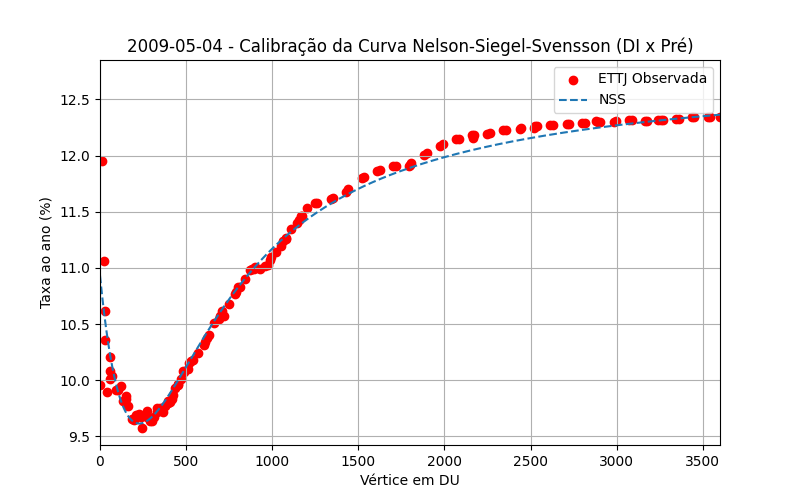 2009-05-04 - Calibração da Curva Nelson-Siegel-Svensson (DI x Pré)
ETTJ Observada
NSS
Taxa ao ano (%)
12.5
12.0
11.5
11.0
10.5
10.0
9.5
0 500 1000 1500 2000 2500 3000 3500
Vértice em DU